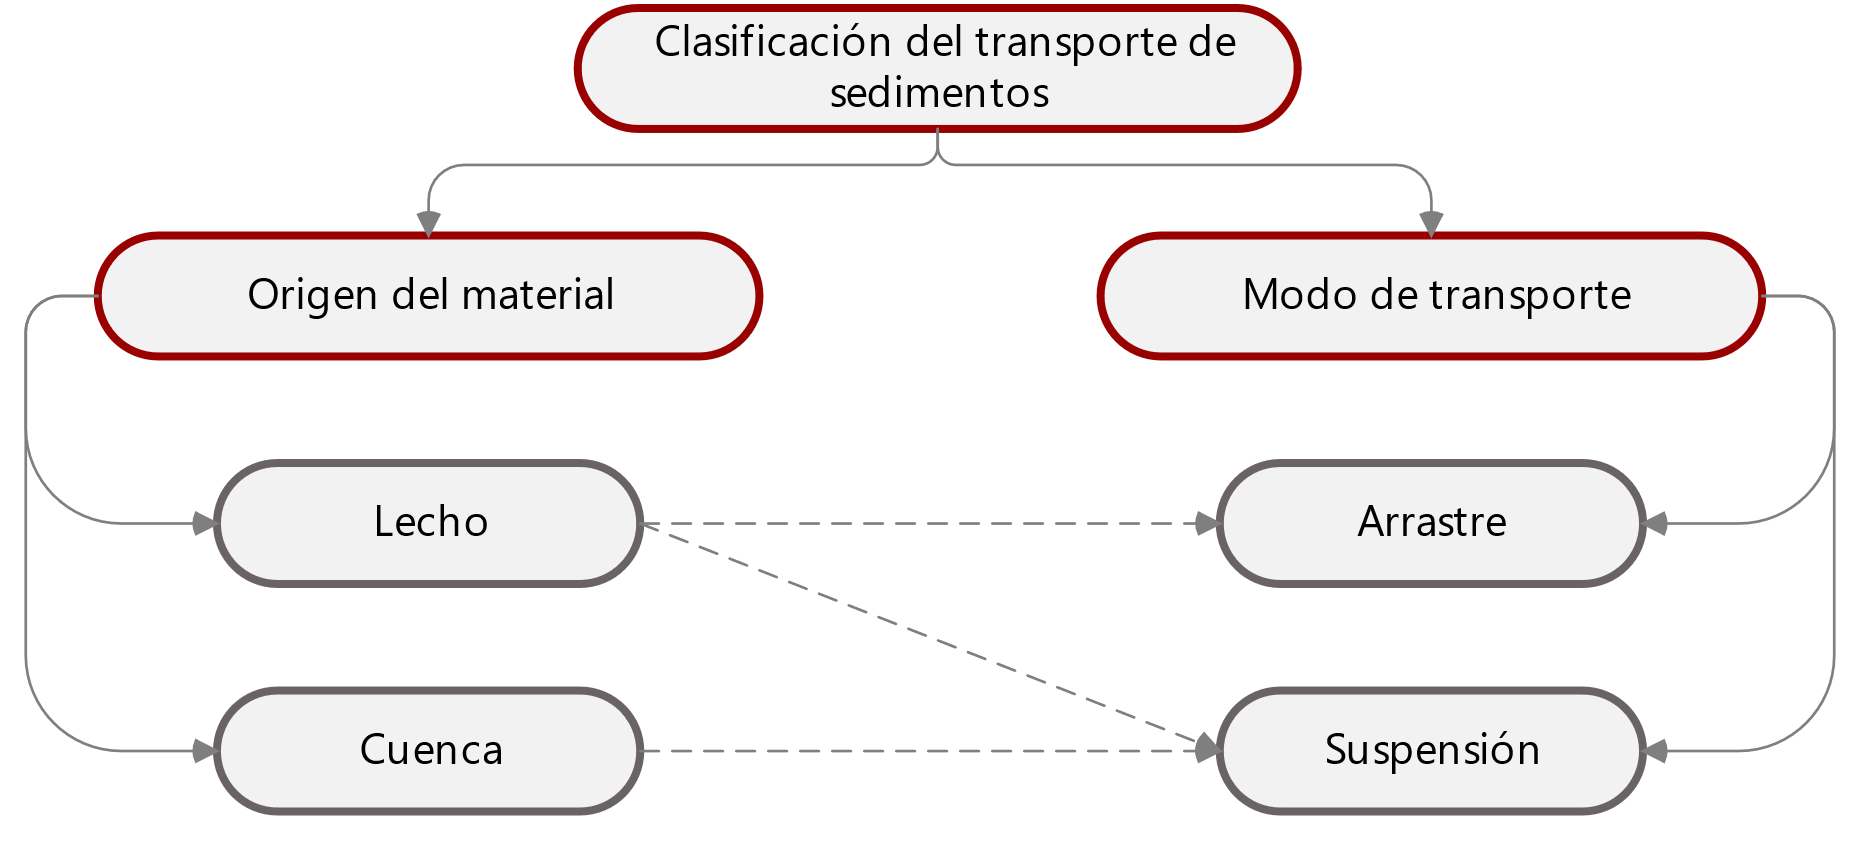 Clasificación del transporte de
sedimentos
Origen del material
Modo de transporte
Lecho
Arrastre
Cuenca
Suspensión